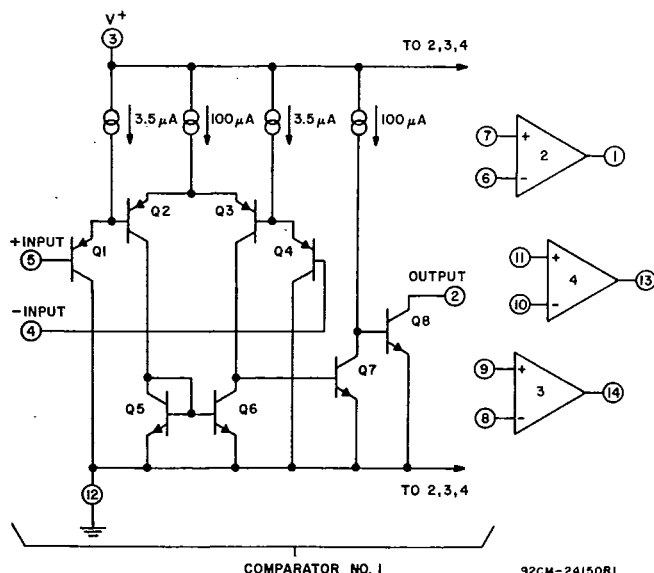 V+
3
TO 2,3,4
3.5μA
100μA
3.5μA
100μA
7
+
2
1
6
-
Q2
Q3
Q1
Q4
+INPUT
5
OUTPUT
2
11
+
4
13
10
-
-INPUT
4
Q8
Q7
9
+
3
14
8
-
Q5
Q6
12
TO 2,3,4
COMPARATOR NO. 1
92CM-24150R1